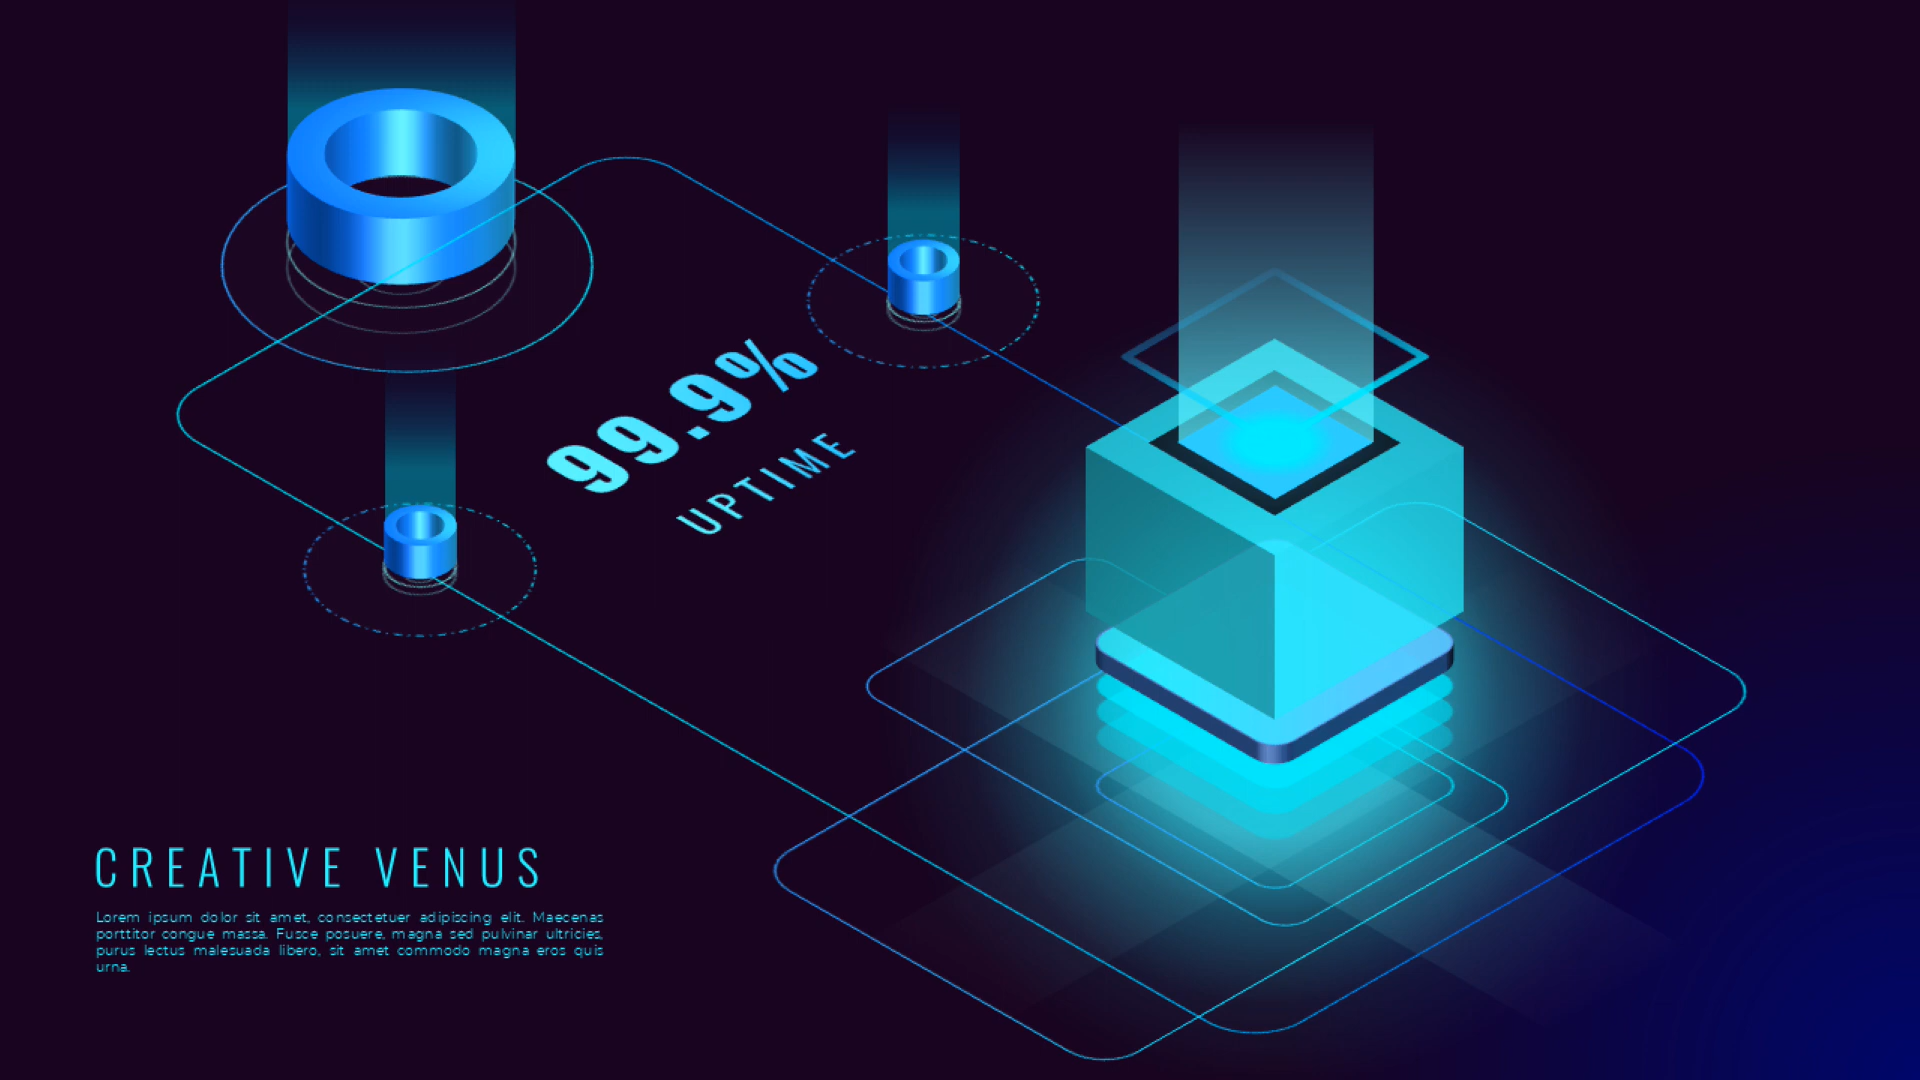 99.9%
UPTIME
CREATIVE VENUS
Lorem ipsum dolor sit amet, consectetuer adipiscing elit. Maecenas
porttitor congue massa. Fusce posuere, magna sed pulvinar ultricies,
purus lectus malesuada libero, sit amet commodo magna eros quis
urna.